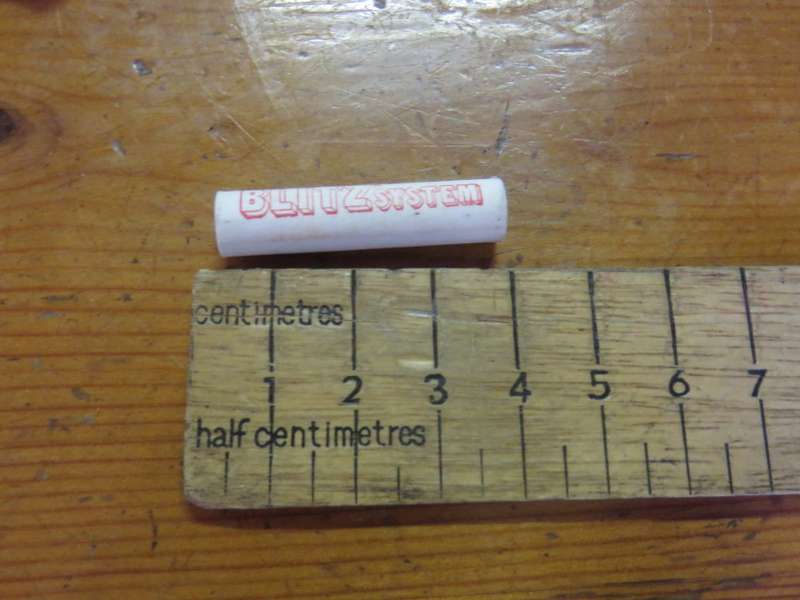 BLITZ SYSTEM
centimetres
1 2 3 4 5 6 7
half centimetres